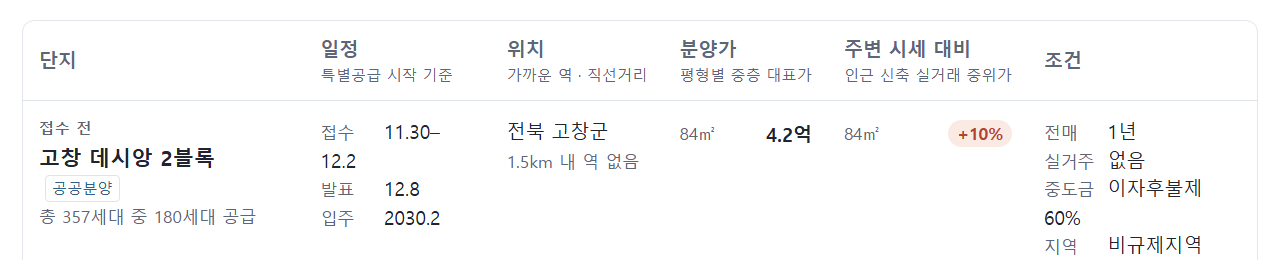 단지
일정
특별공급 시작 기준
위치
가까운 역 · 직선거리
분양가
평형별 중층 대표가
주변 시세 대비
인근 신축 실거래 중위가
조건
접수 전
고창 데시앙 2블록
공공분양
총 357세대 중 180세대 공급
접수 11.30–
12.2
발표 12.8
입주 2030.2
전북 고창군
1.5km 내 역 없음
84㎡ 4.2억
84㎡ +10%
전매 1년
실거주 없음
중도금 이자후불제
60%
지역 비규제지역